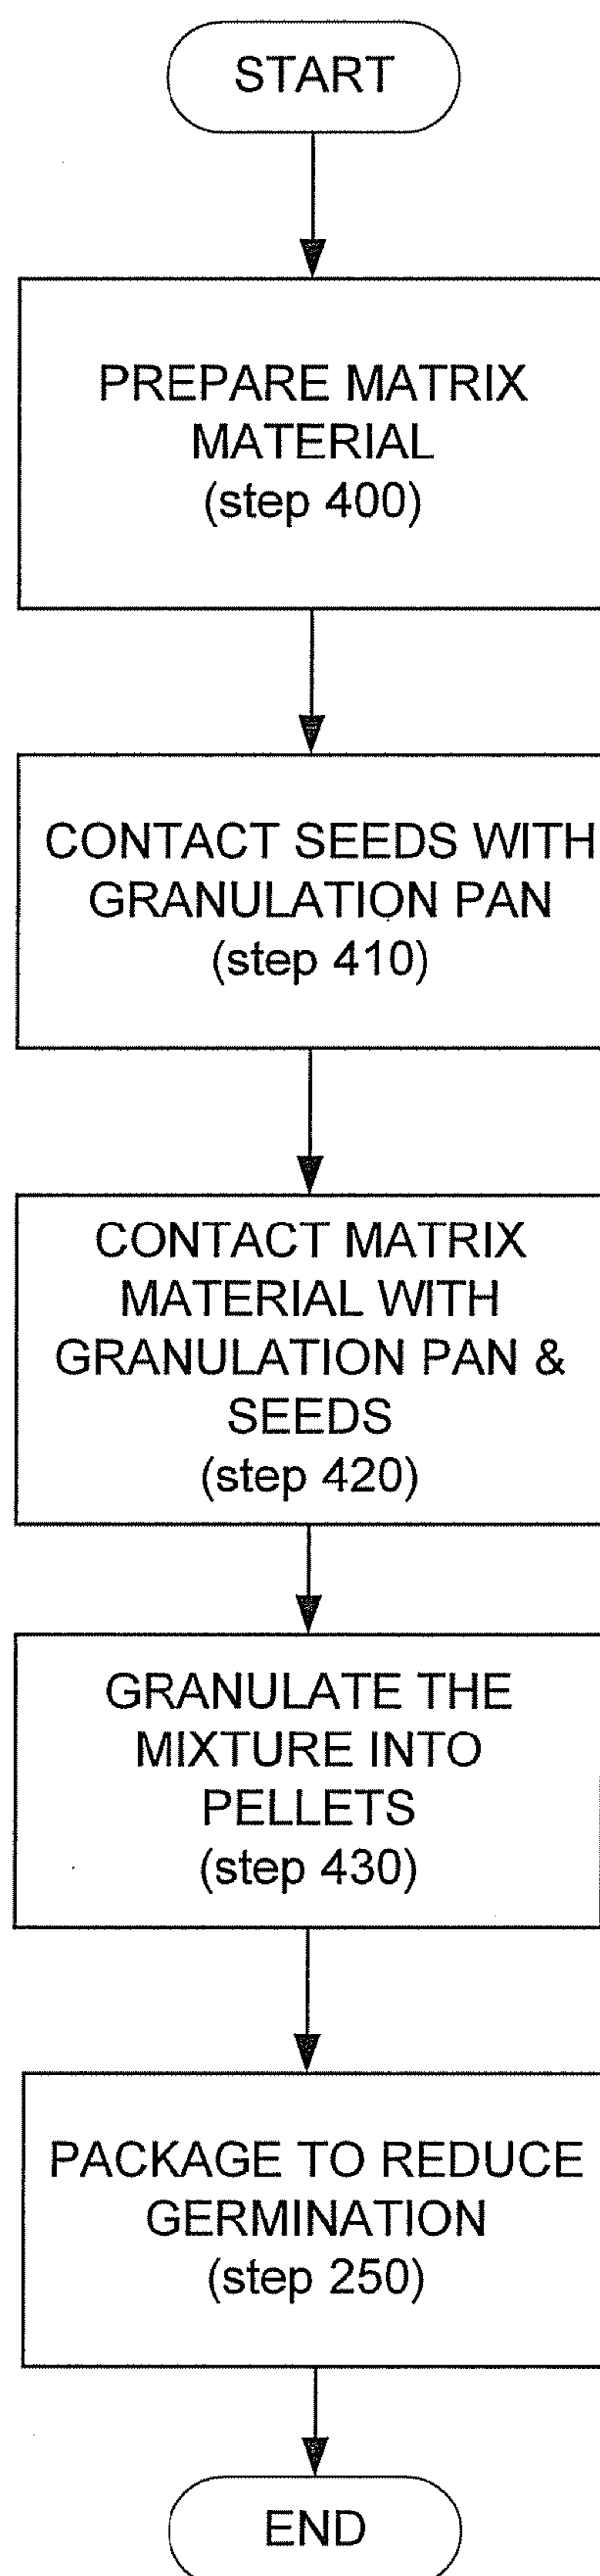 START
PREPARE MATRIX
MATERIAL
(step 400)
CONTACT SEEDS WITH
GRANULATION PAN
(step 410)
CONTACT MATRIX
MATERIAL WITH
GRANULATION PAN &
SEEDS
(step 420)
GRANULATE THE
MIXTURE INTO
PELLETS
(step 430)
PACKAGE TO REDUCE
GERMINATION
(step 250)
END